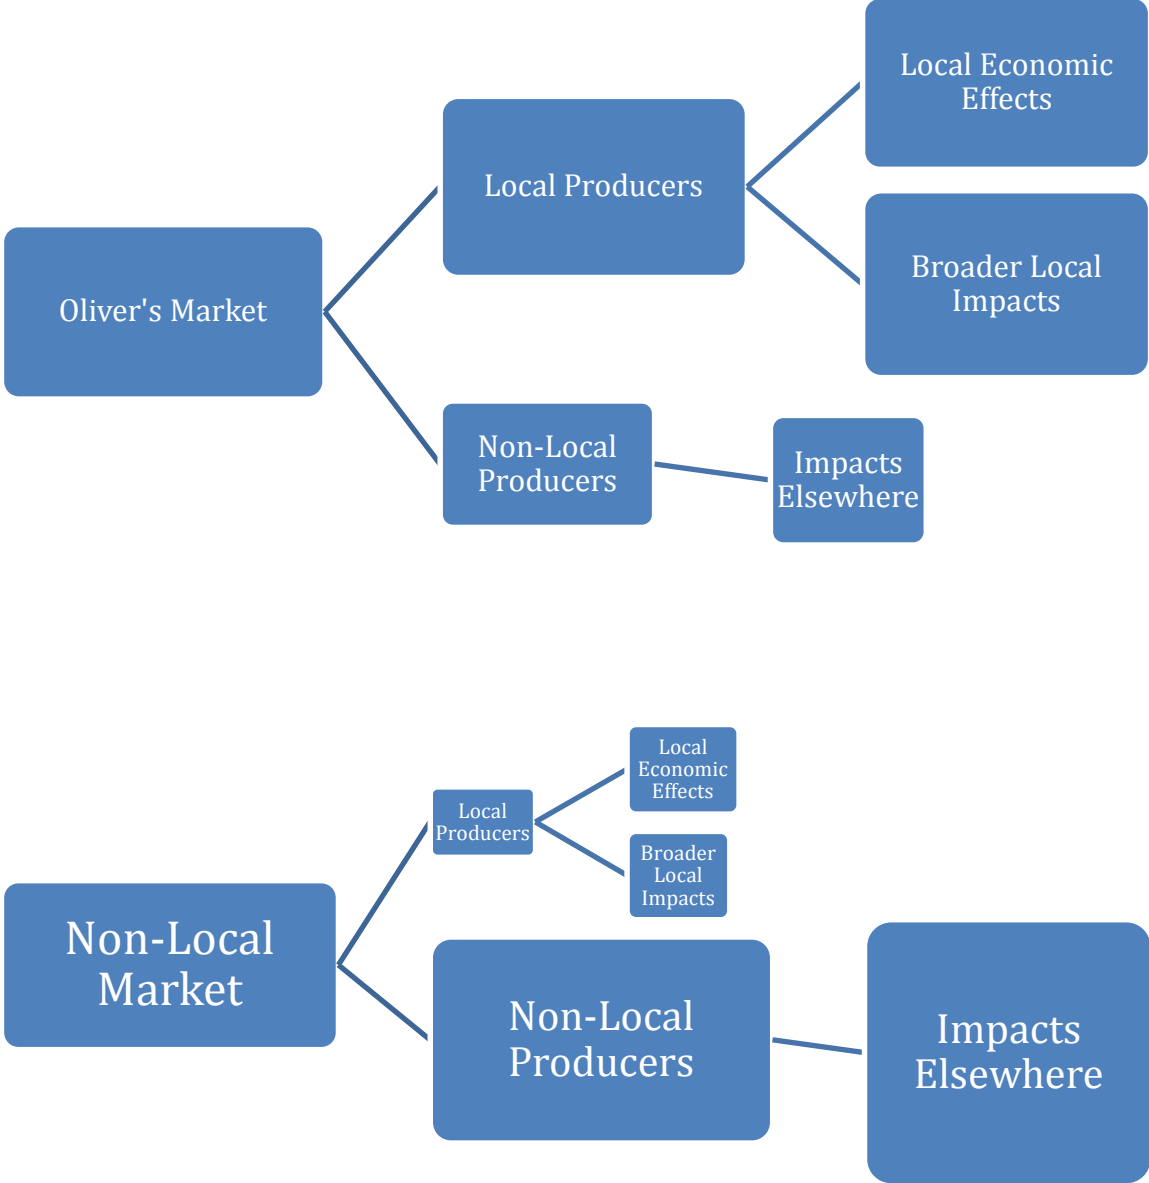 Oliver's Market
Local Producers
Local Economic
Effects
Broader Local
Impacts
Non-Local
Producers
Impacts
Elsewhere
Non-Local
Market
Local
Producers
Local
Economic
Effects
Broader
Local
Impacts
Non-Local
Producers
Impacts
Elsewhere